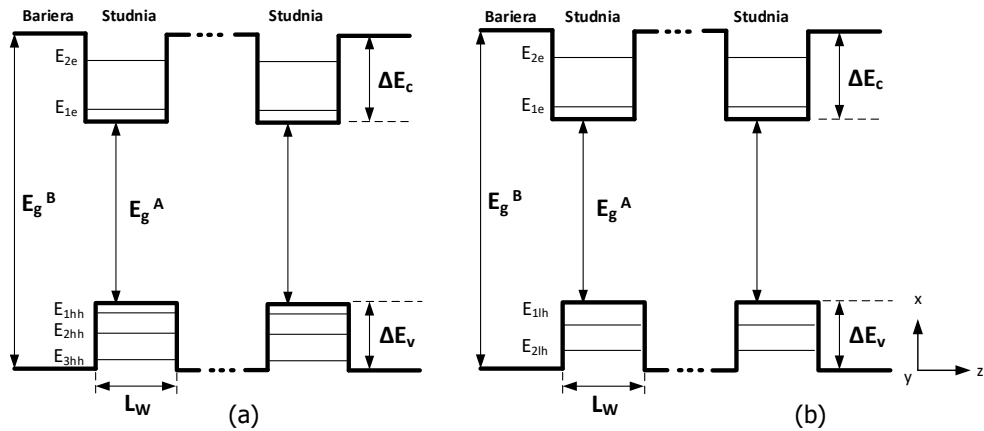 Bariera Studnia Studnia
E2e
E1e
ΔEc
Eg B
Eg A
E1hh
E2hh
E3hh
ΔEv
LW
(a)
Bariera Studnia Studnia
E2e
E1e
ΔEc
Eg B
Eg A
E1lh
E2lh
ΔEv
LW
(b)
x
y
z